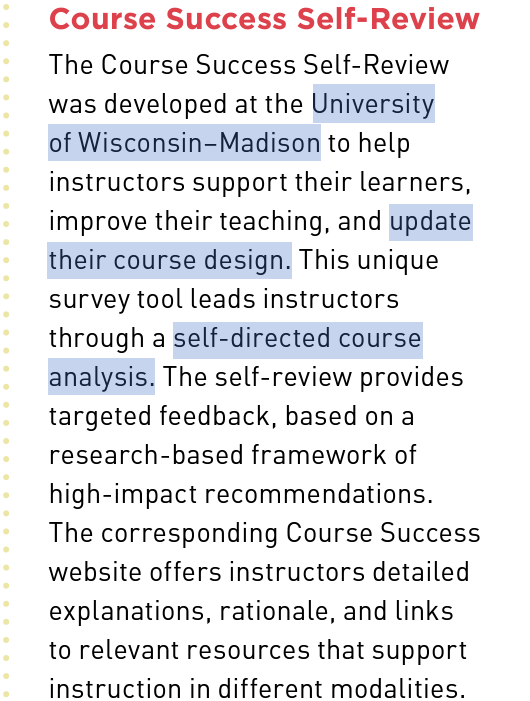 Course Success Self-Review
The Course Success Self-Review
was developed at the University
of Wisconsin–Madison to help
instructors support their learners,
improve their teaching, and update
their course design. This unique
survey tool leads instructors
through a self-directed course
analysis. The self-review provides
targeted feedback, based on a
research-based framework of
high-impact recommendations.
The corresponding Course Success
website offers instructors detailed
explanations, rationale, and links
to relevant resources that support
instruction in different modalities.